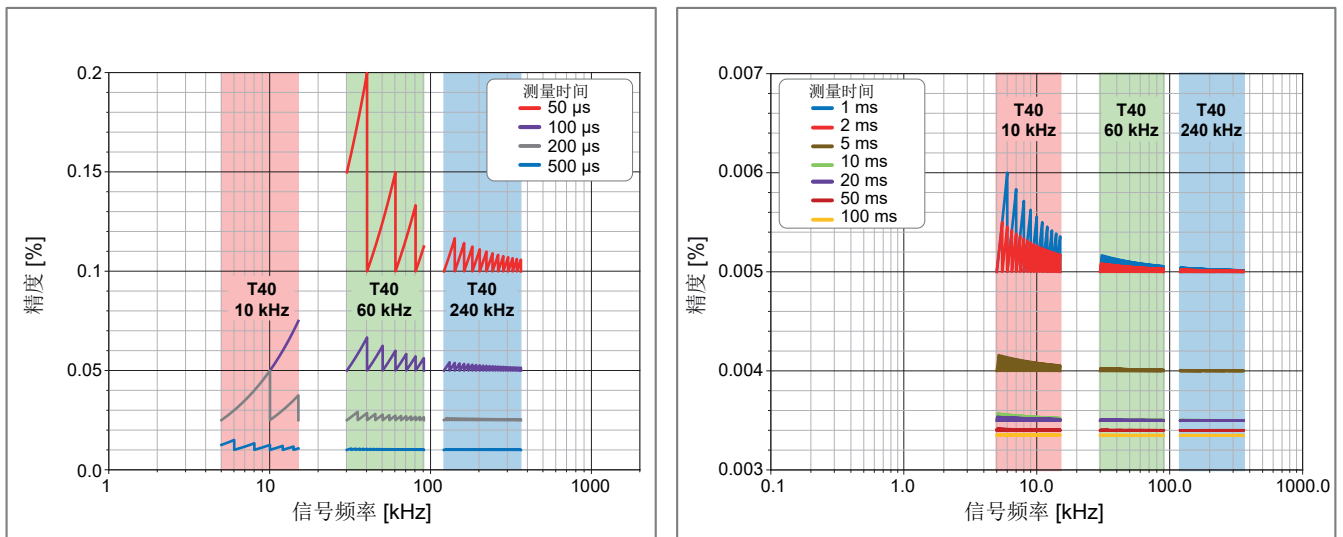 0.2
0.15
0.1
0.05
0.0
精度 [%]
测量时间
50 µs
100 µs
200 µs
500 µs
T40
10 kHz
T40
60 kHz
T40
240 kHz
1
10
100
1000
信号频率 [kHz]
0.007
0.006
0.005
0.004
0.003
精度 [%]
测量时间
1 ms
2 ms
5 ms
10 ms
20 ms
50 ms
100 ms
T40
10 kHz
T40
60 kHz
T40
240 kHz
0.1
1.0
10.0
100.0
1000.0
信号频率 [kHz]